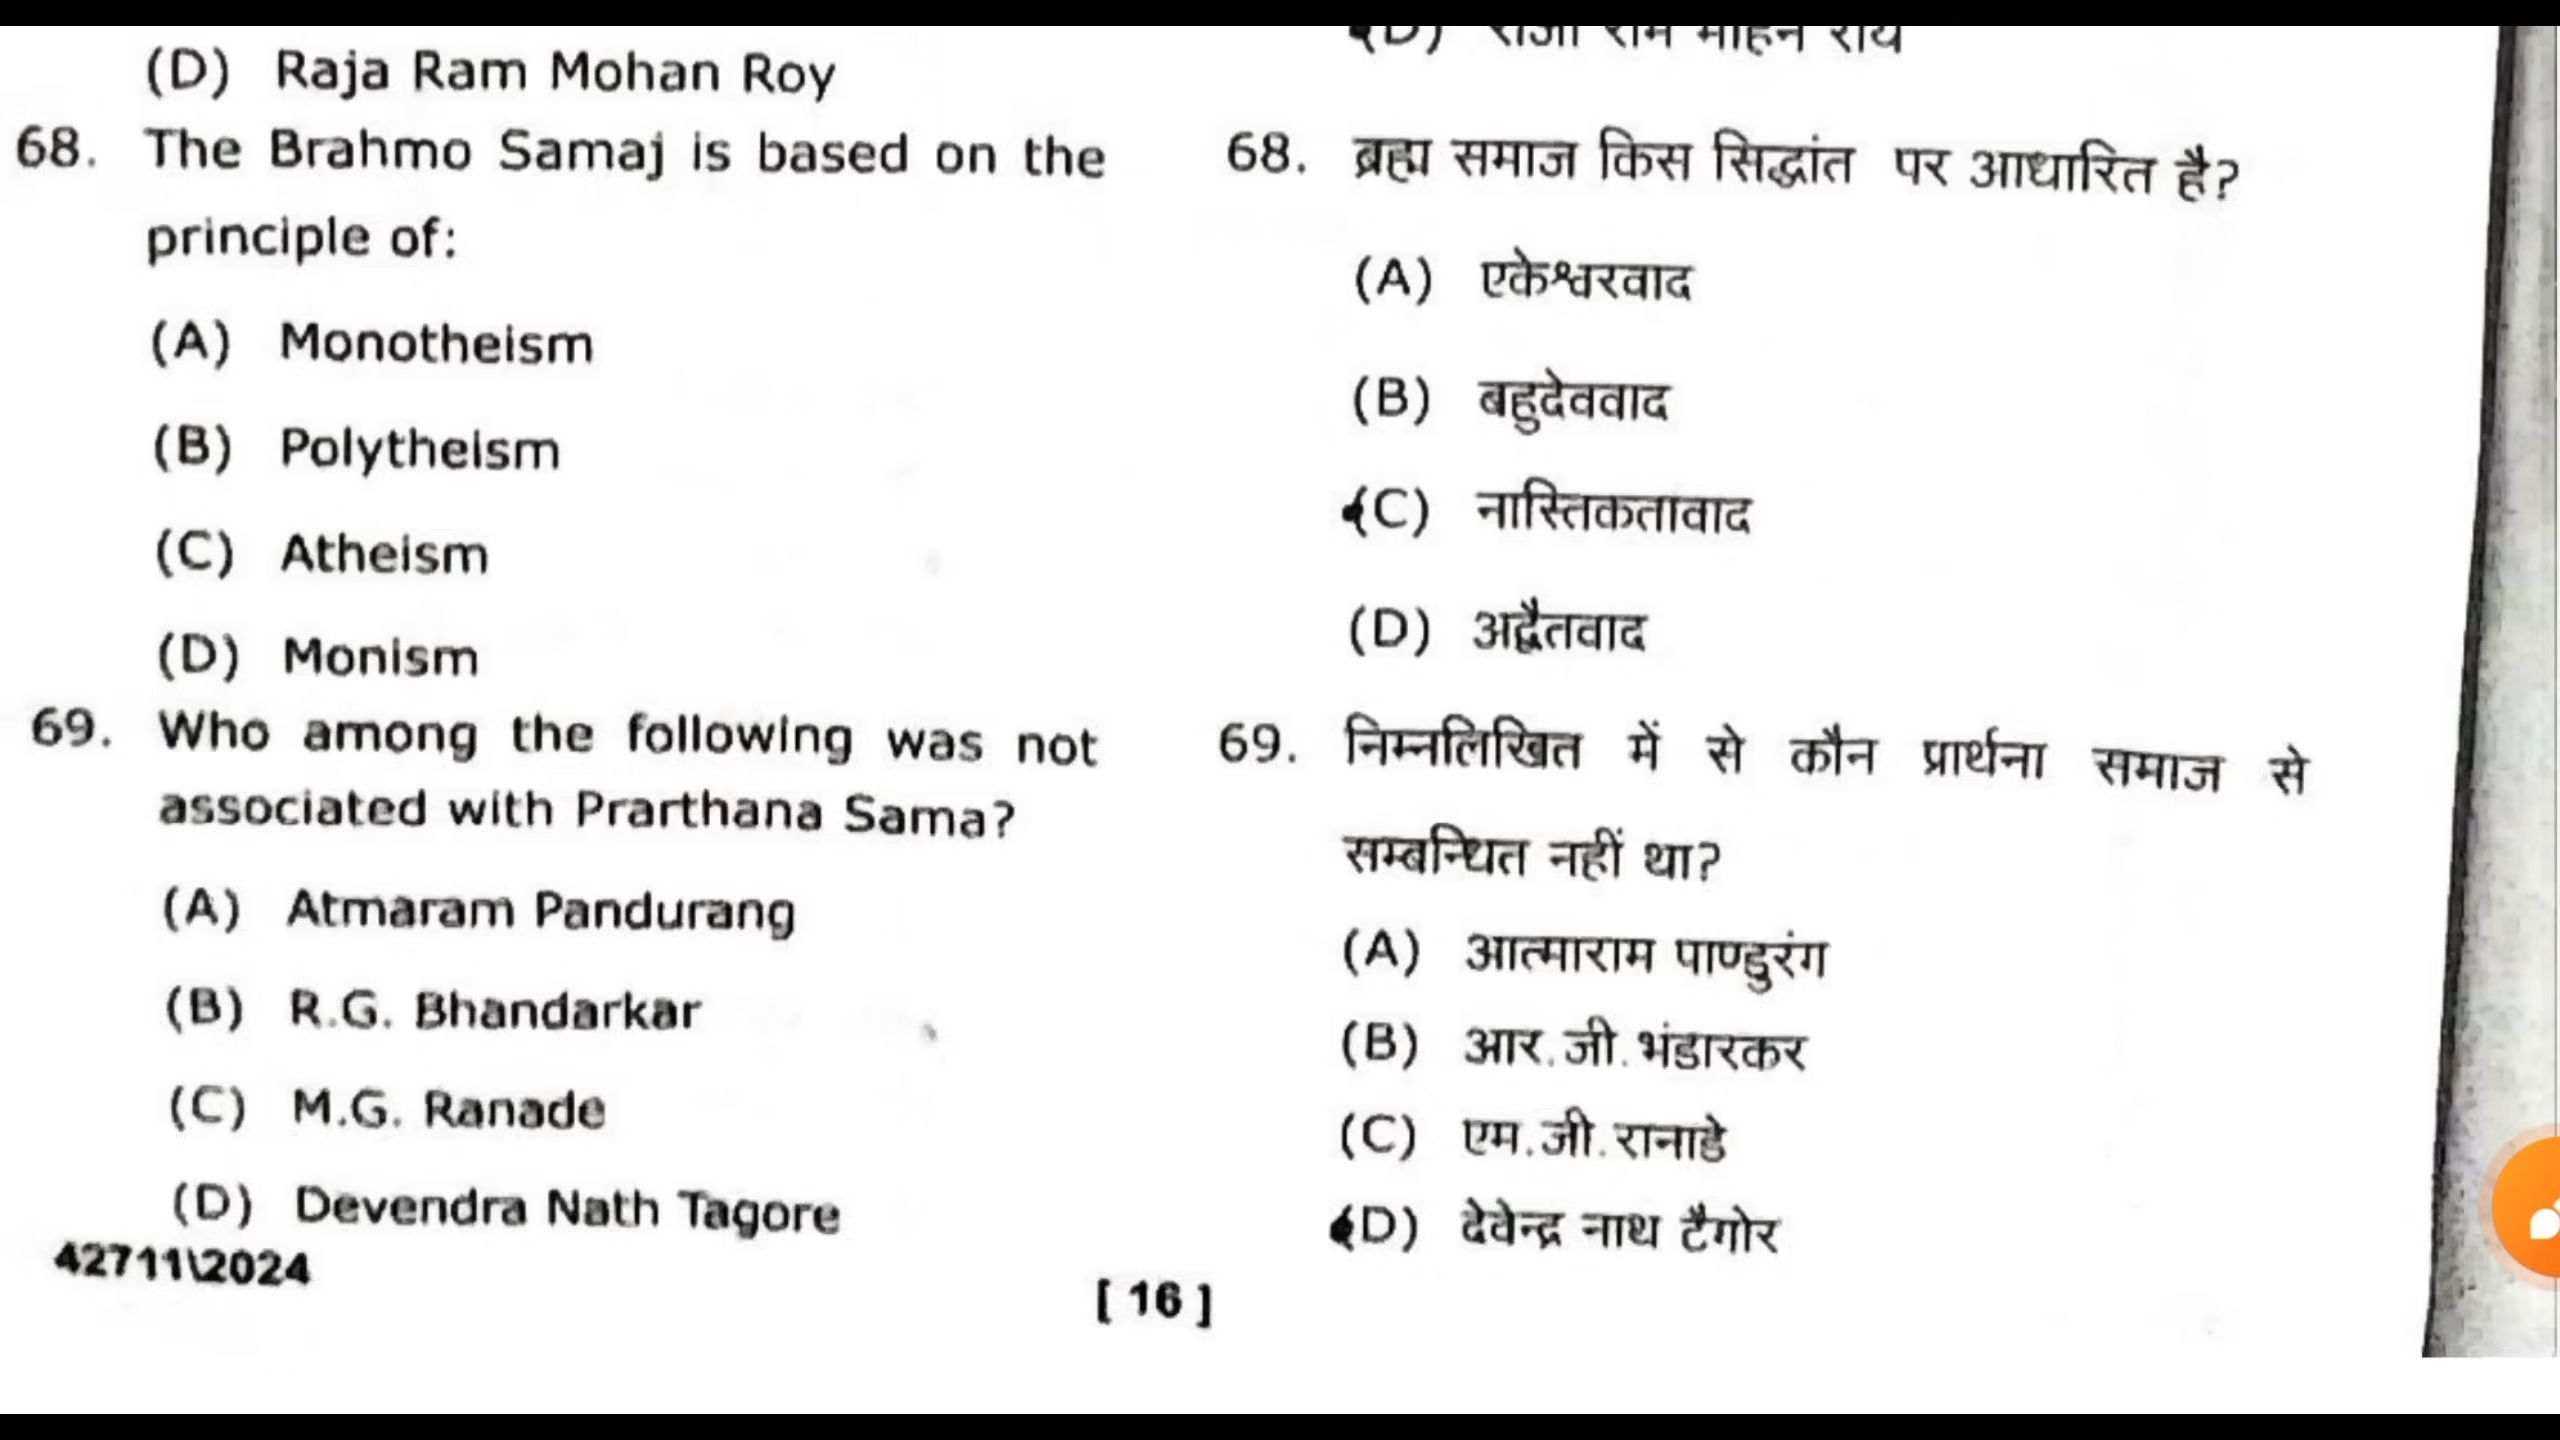 (D) Raja Ram Mohan Roy
68. The Brahmo Samaj is based on the
principle of:
(A) Monotheism
(B) Polytheism
(C) Atheism
(D) Monism
69. Who among the following was not
associated with Prarthana Sama?
(A) Atmaram Pandurang
(B) R.G. Bhandarkar
(C) M.G. Ranade
(D) Devendra Nath Tagore
42711\2024
(D) राजा राम मोहन राय
68. ब्रह्म समाज किस सिद्धांत पर आधारित है?
(A) एकेश्वरवाद
(B) बहुदेववाद
(C) नास्तिकतावाद
(D) अद्वैतवाद
69. निम्नलिखित में से कौन प्रार्थना समाज से
सम्बन्धित नहीं था?
(A) आत्माराम पाण्डुरंग
(B) आर.जी.भंडारकर
(C) एम.जी.रानाडे
(D) देवेन्द्र नाथ टैगोर
[ 16 ]